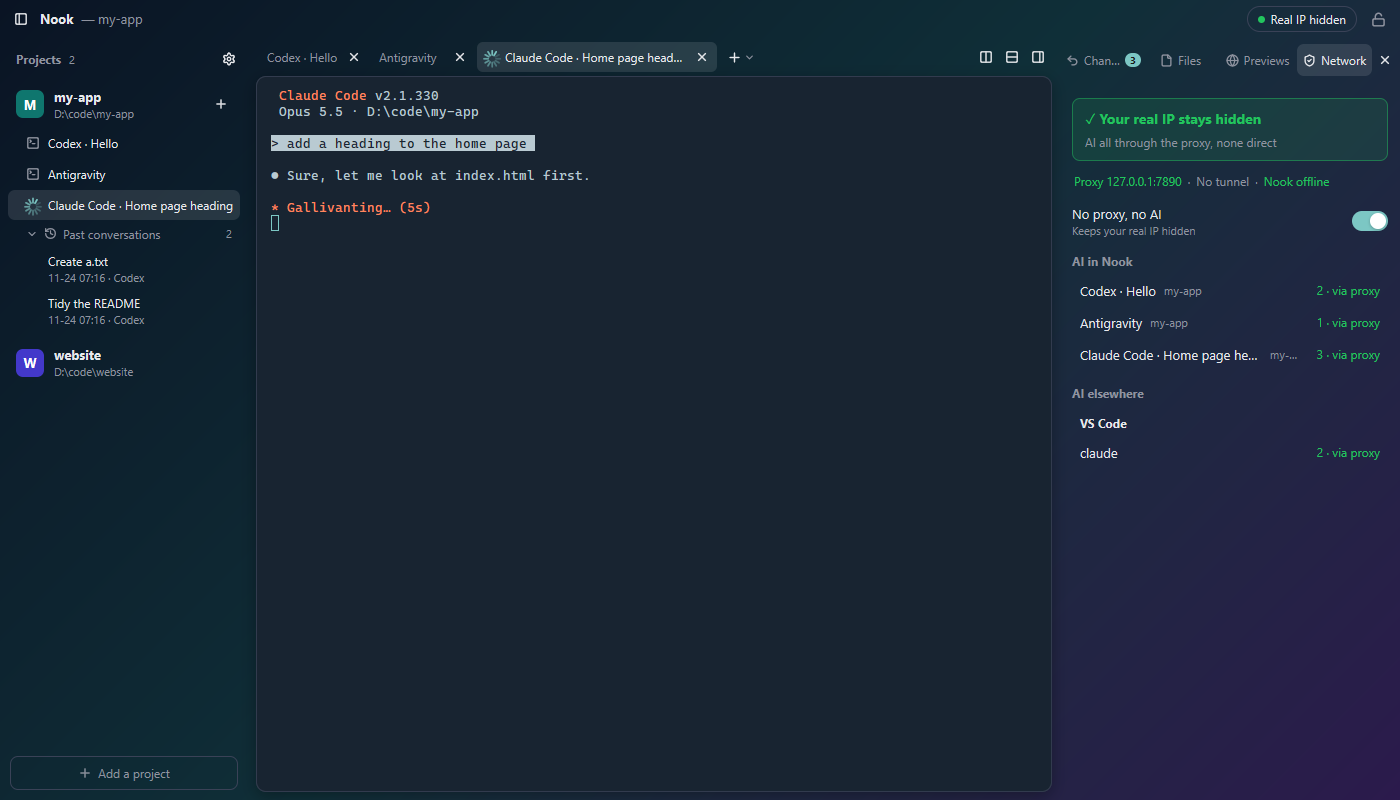 Nook — my-app
Real IP hidden
Projects 2
M
my-app
D:\code\my-app
Codex · Hello
Antigravity
Claude Code · Home page heading
Past conversations 2
Create a.txt
11-24 07:16 · Codex
Tidy the README
11-24 07:16 · Codex
W
website
D:\code\website
Add a project
Codex · Hello
Antigravity
Claude Code · Home page head...
Claude Code v2.1.330
Opus 5.5 · D:\code\my-app
> add a heading to the home page
● Sure, let me look at index.html first.
* Gallivanting… (5s)
Chan... 3
Files
Previews
Network
✓ Your real IP stays hidden
AI all through the proxy, none direct
Proxy 127.0.0.1:7890 · No tunnel · Nook offline
No proxy, no AI
Keeps your real IP hidden
AI in Nook
Codex · Hello my-app 2 · via proxy
Antigravity my-app 1 · via proxy
Claude Code · Home page he... my-... 3 · via proxy
AI elsewhere
VS Code
claude 2 · via proxy